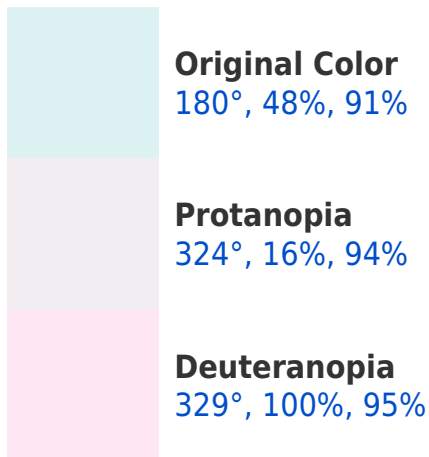 Original Color
180°, 48%, 91%
Protanopia
324°, 16%, 94%
Deuteranopia
329°, 100%, 95%